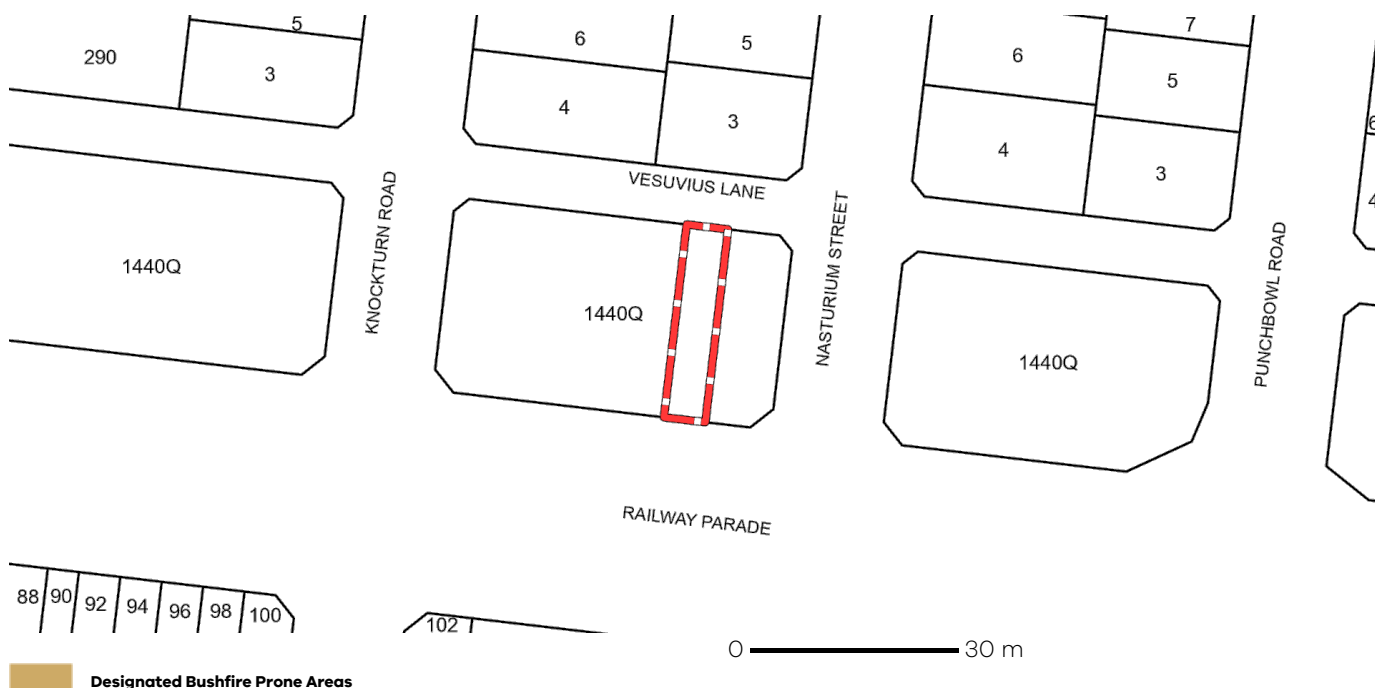 5
290
3
6
5
4
3
7
6
5
4
3
VESUVIUS LANE
KNOCKTURN ROAD
NASTURIUM STREET
PUNCHBOWL ROAD
1440Q
1440Q
1440Q
RAILWAY PARADE
88 90 92 94 96 98 100
102
0 30 m
Designated Bushfire Prone Areas